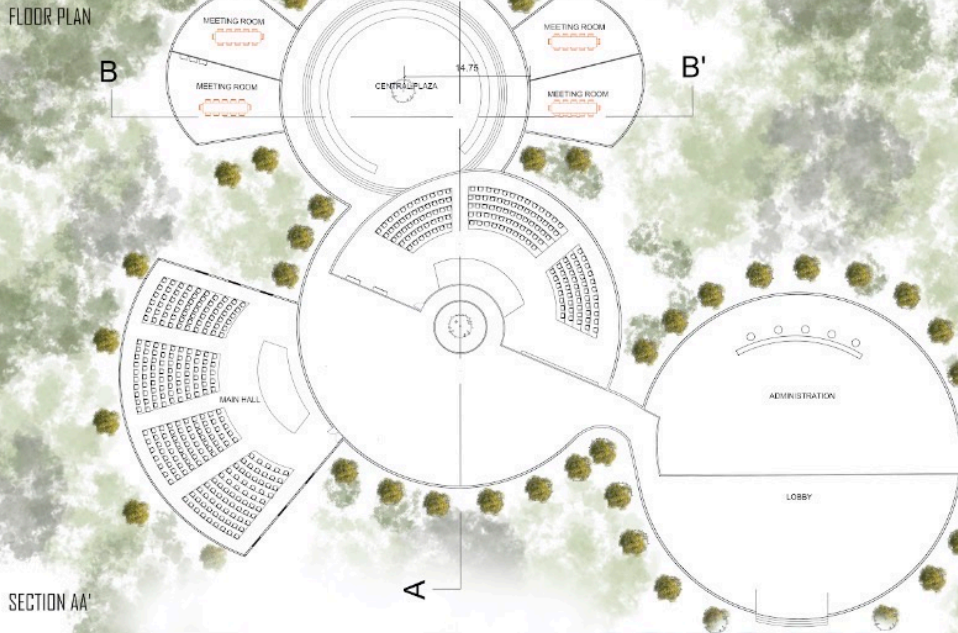 FLOOR PLAN
MEETING ROOM
MEETING ROOM
B
MEETING ROOM
CENTRAL PLAZA
14.75
MEETING ROOM
B'
MAIN HALL
ADMINISTRATION
LOBBY
A
SECTION AA'